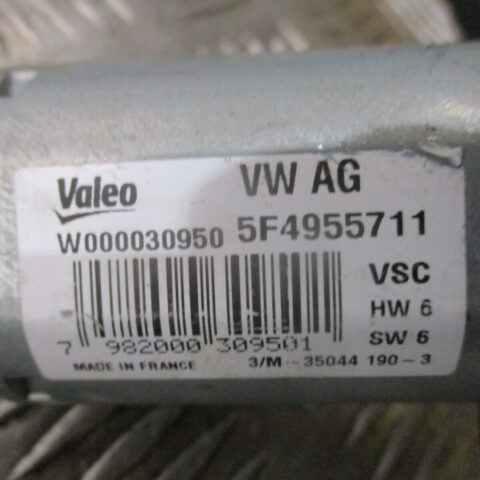 Valeo VW AG
W000030950 5F4955711
VSC
HW 6
SW 6
7 982000 309501
MADE IN FRANCE 3/M-35044 190-3